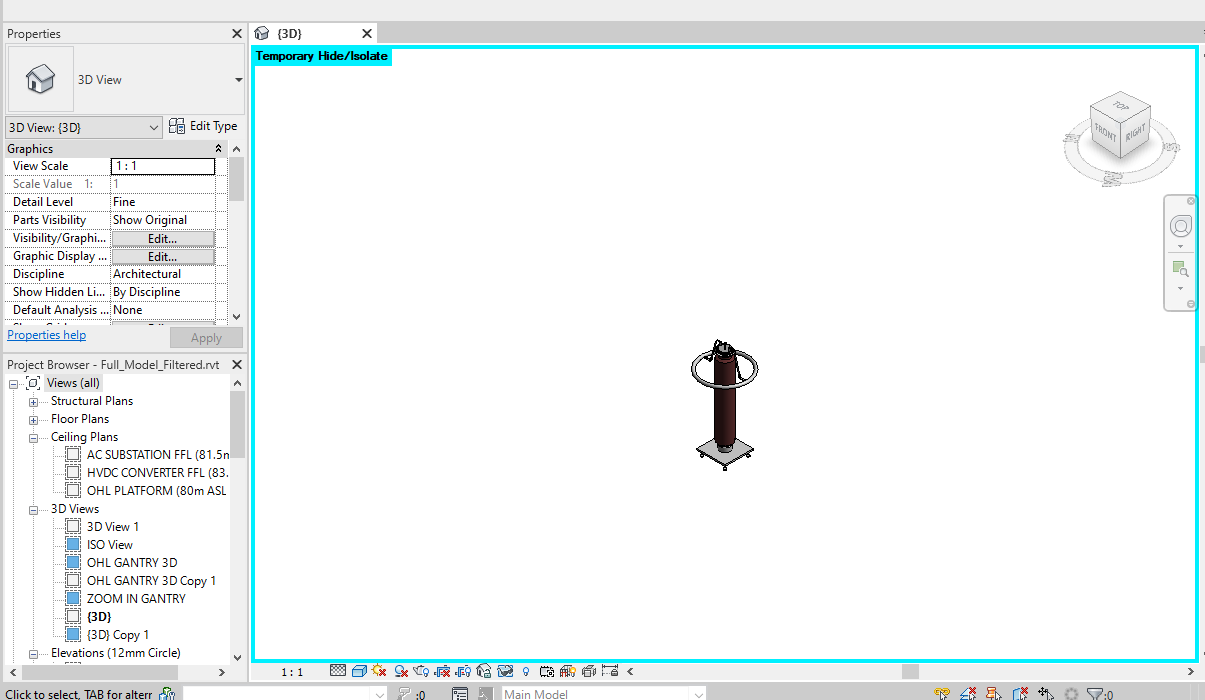 Properties
{3D}
Temporary Hide/Isolate
3D View
3D View: {3D}
Edit Type
Graphics
View Scale 1 : 1
Scale Value 1: 1
Detail Level Fine
Parts Visibility Show Original
Visibility/Graphi... Edit...
Graphic Display ... Edit...
Discipline Architectural
Show Hidden Li... By Discipline
Default Analysis ... None
Properties help
Apply
Project Browser - Full_Model_Filtered.rvt
Views (all)
Structural Plans
Floor Plans
Ceiling Plans
AC SUBSTATION FFL (81.5m
HVDC CONVERTER FFL (83.
OHL PLATFORM (80m ASL
3D Views
3D View 1
ISO View
OHL GANTRY 3D
OHL GANTRY 3D Copy 1
ZOOM IN GANTRY
{3D}
{3D} Copy 1
Elevations (12mm Circle)
TOP
FRONT
RIGHT
1 : 1
Click to select, TAB for altern
:0
Main Model
:0